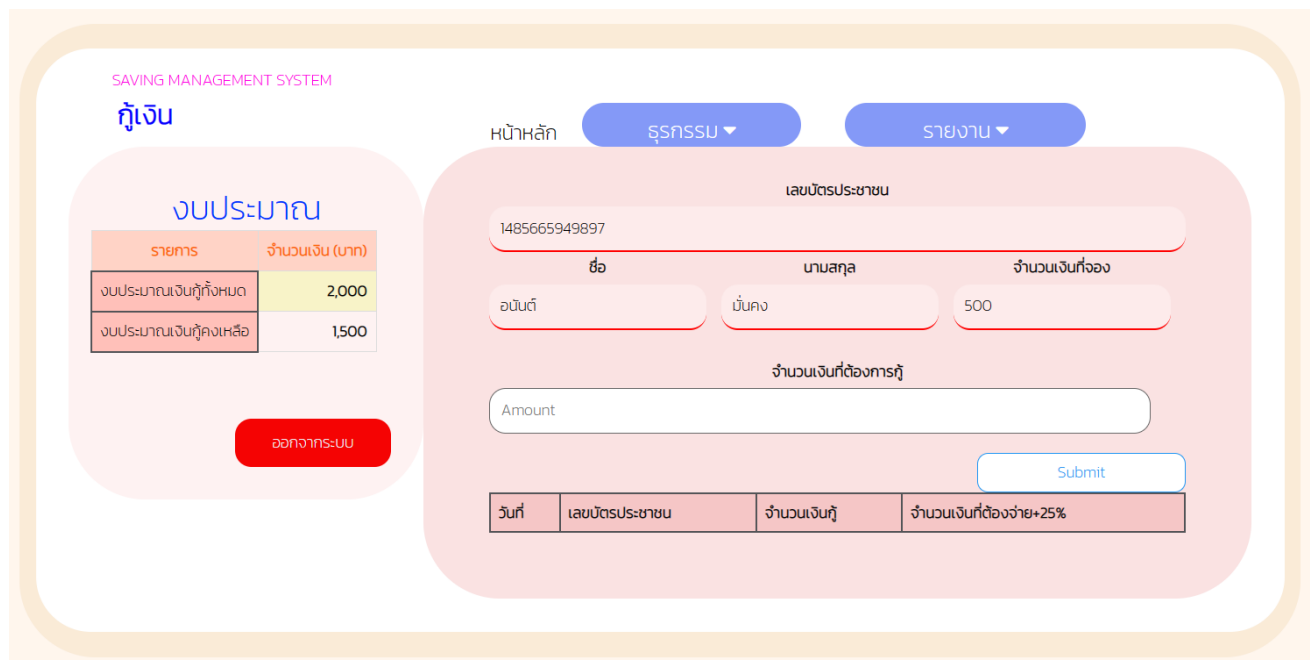 SAVING MANAGEMENT SYSTEM
กู้เงิน
หน้าหลัก ธุรกรรม รายงาน
งบประมาณ
รายการ จำนวนเงิน (บาท)
งบประมาณเงินกู้ทั้งหมด 2,000
งบประมาณเงินกู้คงเหลือ 1,500
ออกจากระบบ
เลขบัตรประชาชน
1485665949897
ชื่อ นามสกุล จำนวนเงินที่จอง
อนันต์ มั่นคง 500
จำนวนเงินที่ต้องการกู้
Amount
Submit
วันที่ เลขบัตรประชาชน จำนวนเงินกู้ จำนวนเงินที่ต้องจ่าย+25%